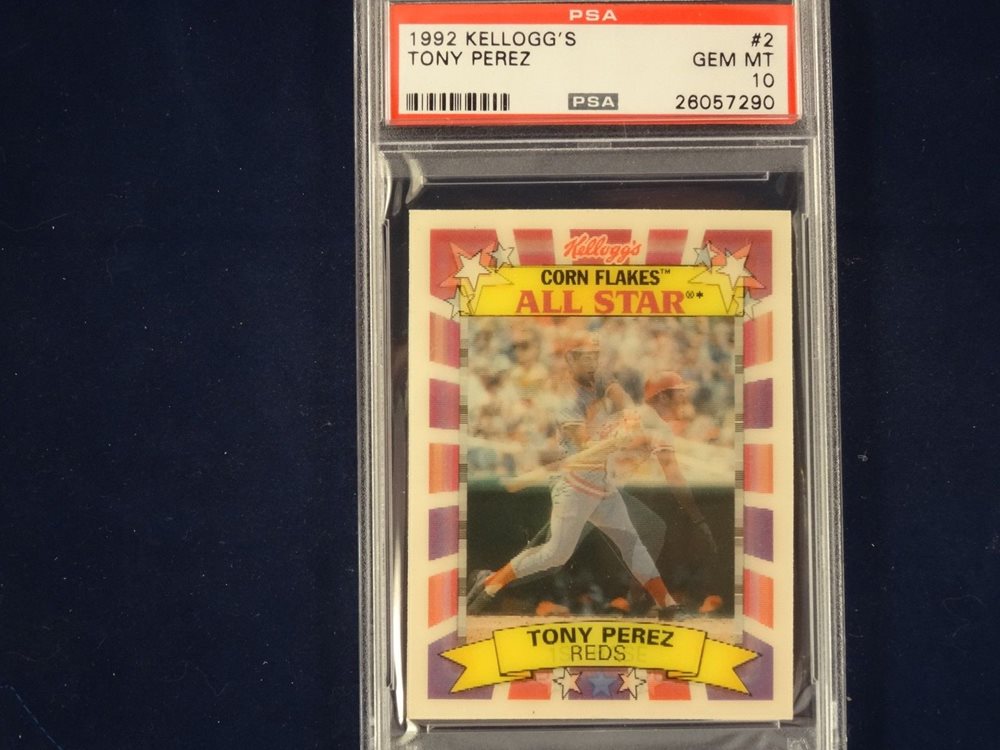 PSA
1992 KELLOGG'S #2
TONY PEREZ GEM MT
10
PSA 26057290
Kellogg's
CORN FLAKES™
ALL STAR®*
TONY PEREZ
REDS